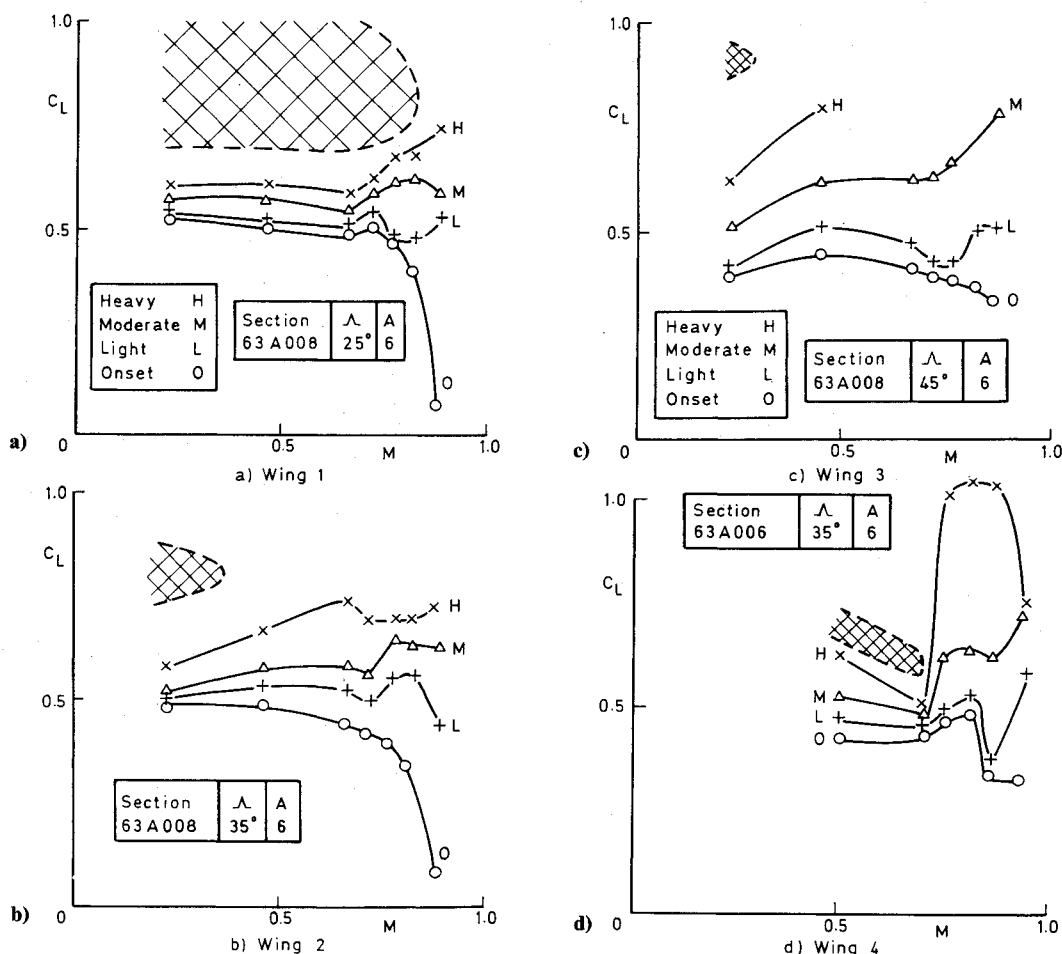 1.0
C_L
H
M
L
0.5
Heavy H
Moderate M
Light L
Onset O
Section Λ A
63A008 25° 6
O
a)
0
0.5
M
1.0
a) Wing 1
1.0
C_L
H
M
0.5
L
Section Λ A
63A008 35° 6
O
b)
0
0.5
M
1.0
b) Wing 2
1.0
C_L
H
M
0.5
L
O
Heavy H
Moderate M
Light L
Onset O
Section Λ A
63A008 45° 6
c)
0
0.5
M
1.0
c) Wing 3
1.0
Section Λ A
63A006 35° 6
C_L
H
0.5
M
L
O
d)
0
0.5
M
1.0
d) Wing 4